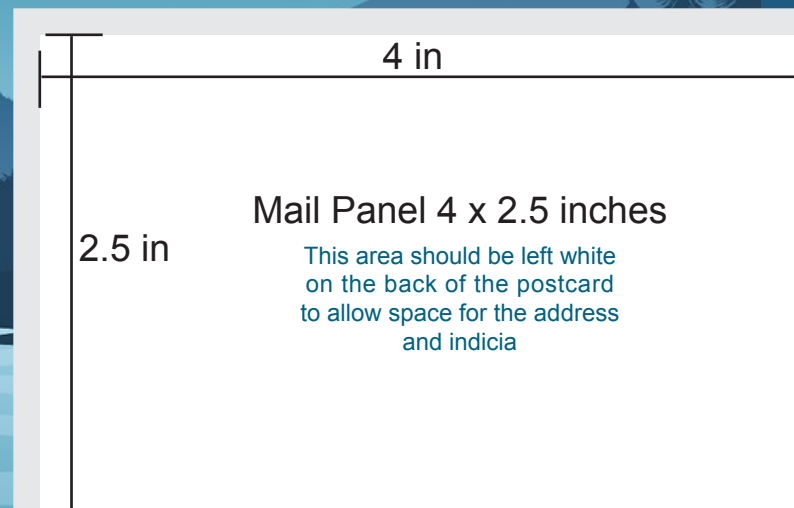 4 in
Mail Panel 4 x 2.5 inches
2.5 in
This area should be left white
on the back of the postcard
to allow space for the address
and indicia